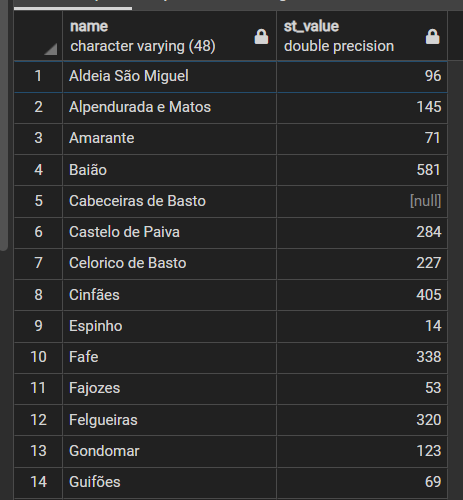 name st_value
character varying (48) double precision
1 Aldeia São Miguel 96
2 Alpendurada e Matos 145
3 Amarante 71
4 Baião 581
5 Cabeceiras de Basto [null]
6 Castelo de Paiva 284
7 Celorico de Basto 227
8 Cinfães 405
9 Espinho 14
10 Fafe 338
11 Fajozes 53
12 Felgueiras 320
13 Gondomar 123
14 Guifões 69